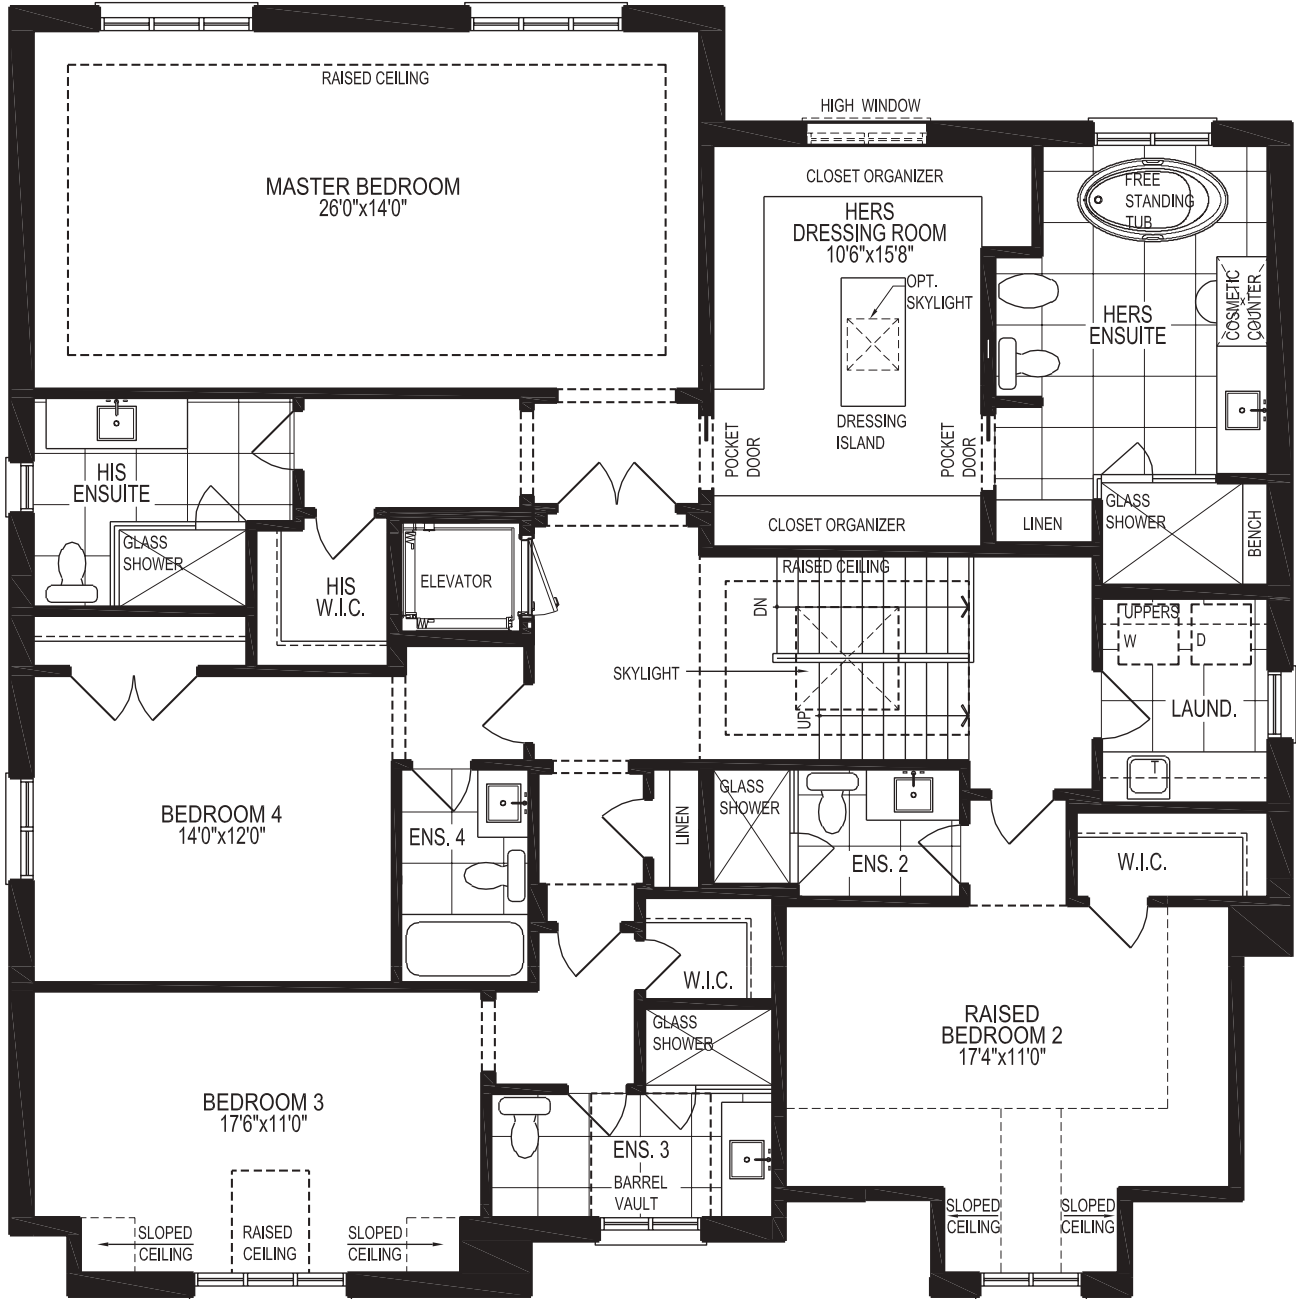 RAISED CEILING
MASTER BEDROOM
26'0"x14'0"
HIGH WINDOW
CLOSET ORGANIZER
HERS
DRESSING ROOM
10'6"x15'8"
OPT.
SKYLIGHT
DRESSING
ISLAND
POCKET
DOOR
POCKET
DOOR
CLOSET ORGANIZER
FREE
STANDING
TUB
HERS
ENSUITE
COSMETIC
COUNTER
LINEN
GLASS
SHOWER
BENCH
HIS
ENSUITE
GLASS
SHOWER
HIS
W.I.C.
ELEVATOR
RAISED CEILING
DN
SKYLIGHT
UP
UPPERS
W
D
LAUND.
T
BEDROOM 4
14'0"x12'0"
ENS. 4
LINEN
GLASS
SHOWER
ENS. 2
W.I.C.
W.I.C.
GLASS
SHOWER
RAISED
BEDROOM 2
17'4"x11'0"
BEDROOM 3
17'6"x11'0"
ENS. 3
BARREL
VAULT
SLOPED
CEILING
RAISED
CEILING
SLOPED
CEILING
SLOPED
CEILING
SLOPED
CEILING